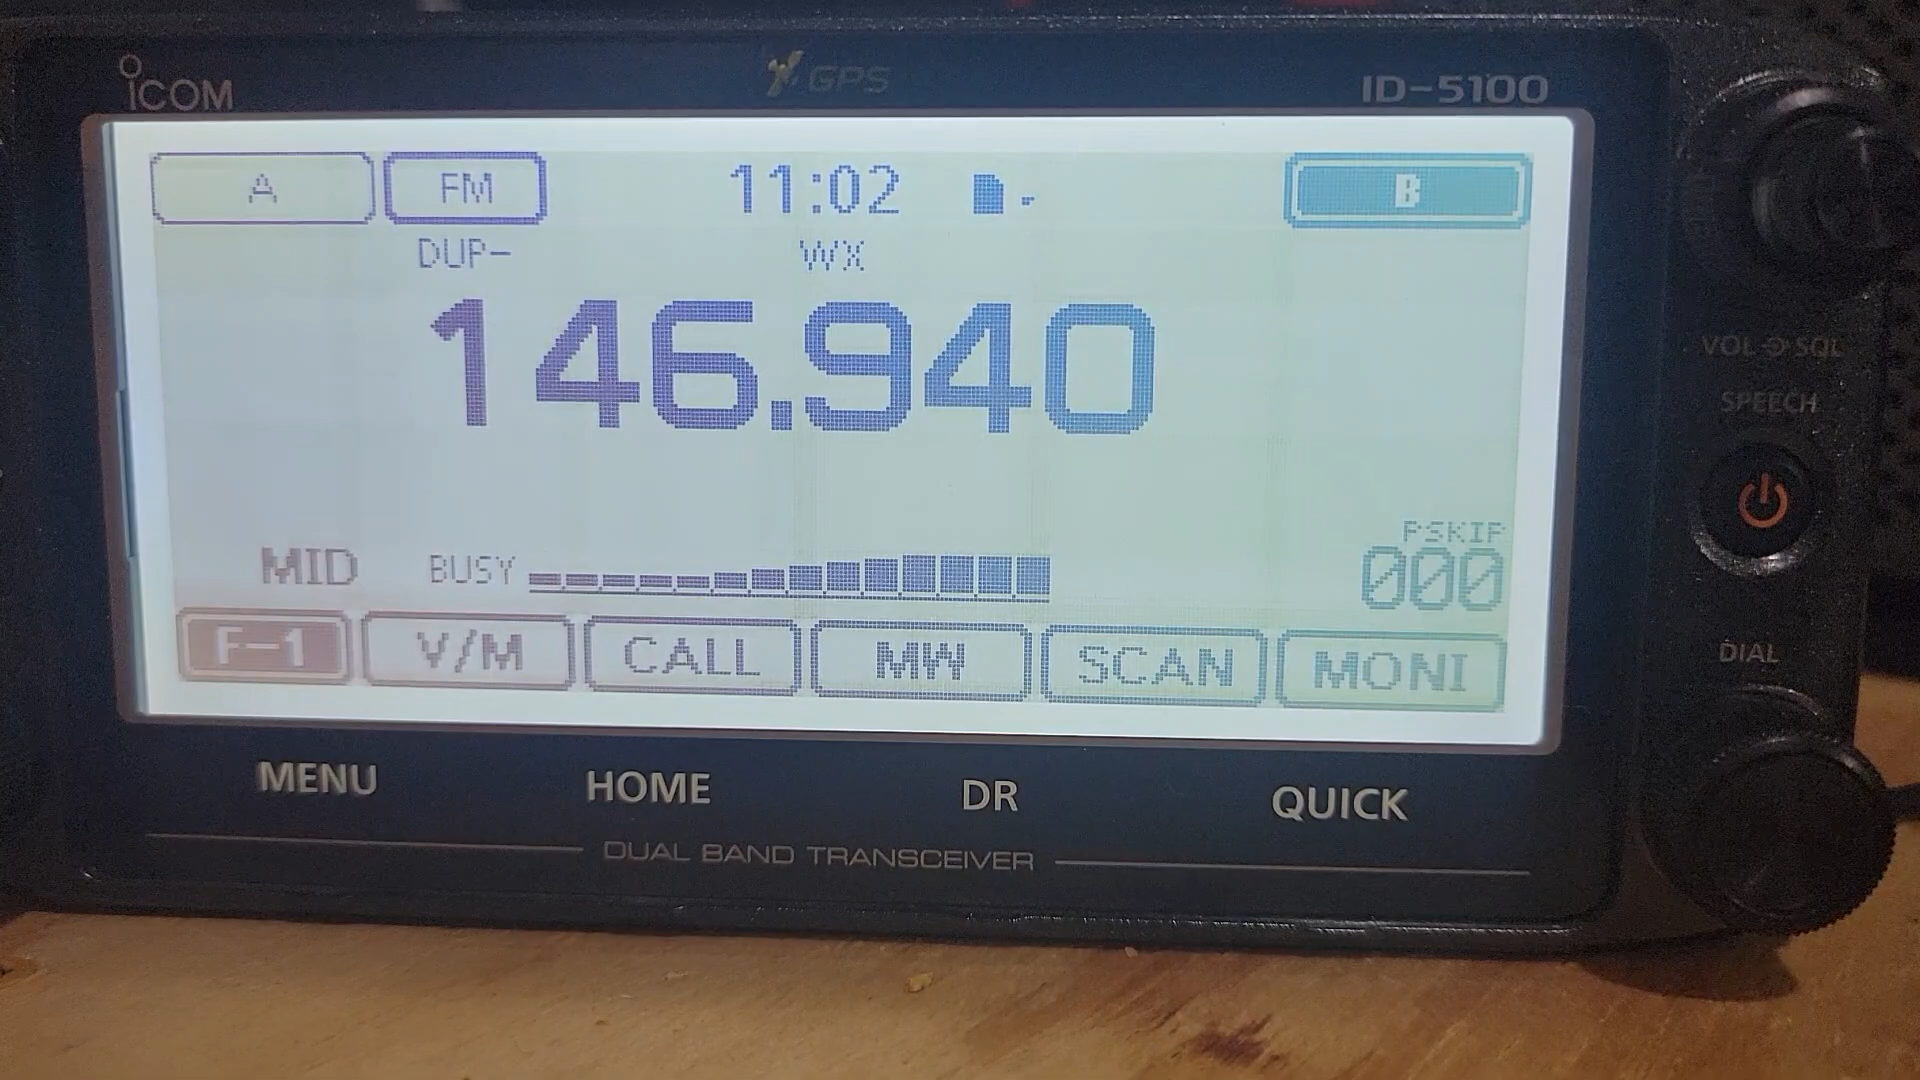 ICOM
GPS
ID-5100
A FM 11:02 B
DUP- WX
146.940
VOL SQL
SPEECH
PSKIP
MID BUSY 000
F-1 V/M CALL MW SCAN MONI
DIAL
MENU HOME DR QUICK
DUAL BAND TRANSCEIVER